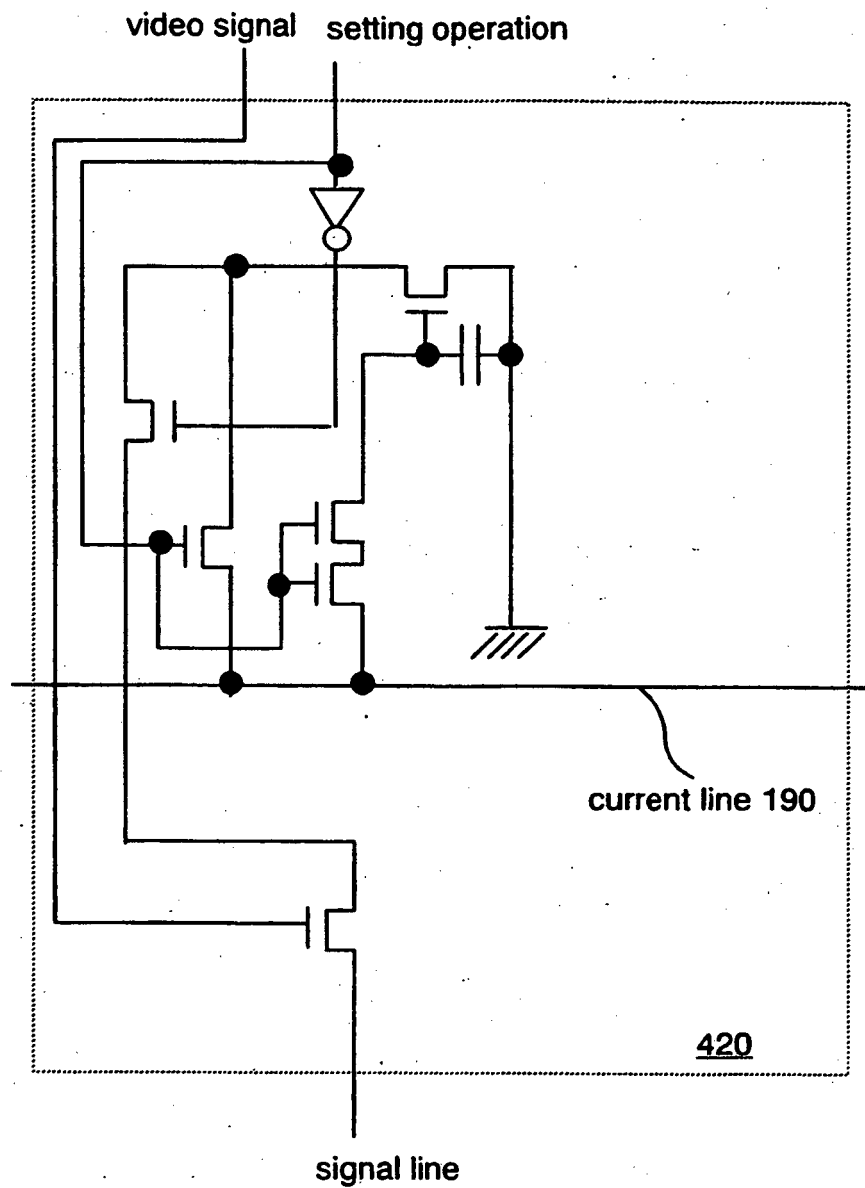 video signal
setting operation
current line 190
420
signal line